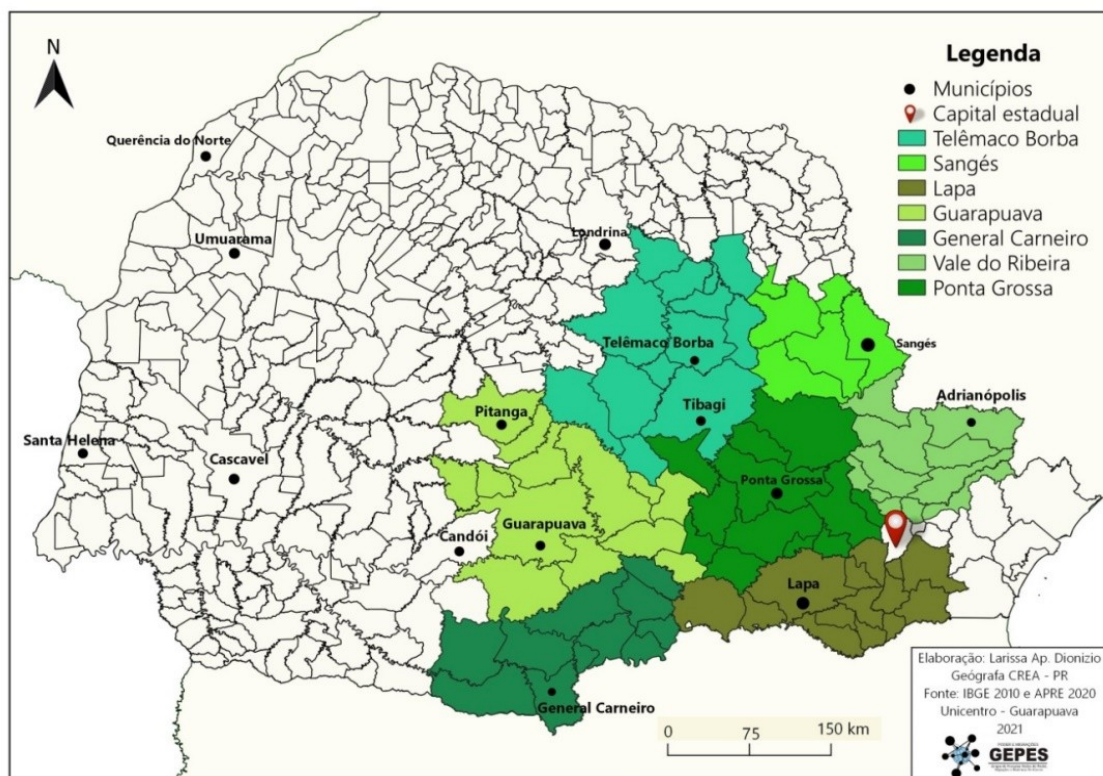 N
Legenda
Municípios
Capital estadual
Telêmaco Borba
Sangés
Lapa
Guarapuava
General Carneiro
Vale do Ribeira
Ponta Grossa
Querência do Norte
Umuarama
Londrina
Telêmaco Borba
Sangés
Pitanga
Tibagi
Adrianópolis
Santa Helena
Cascavel
Ponta Grossa
Candói
Guarapuava
Lapa
General Carneiro
0 75 150 km
Elaboração: Larissa Ap. Dionizio
Geógrafa CREA - PR
Fonte: IBGE 2010 e APRE 2020
Unicentro - Guarapuava
2021
GEPES